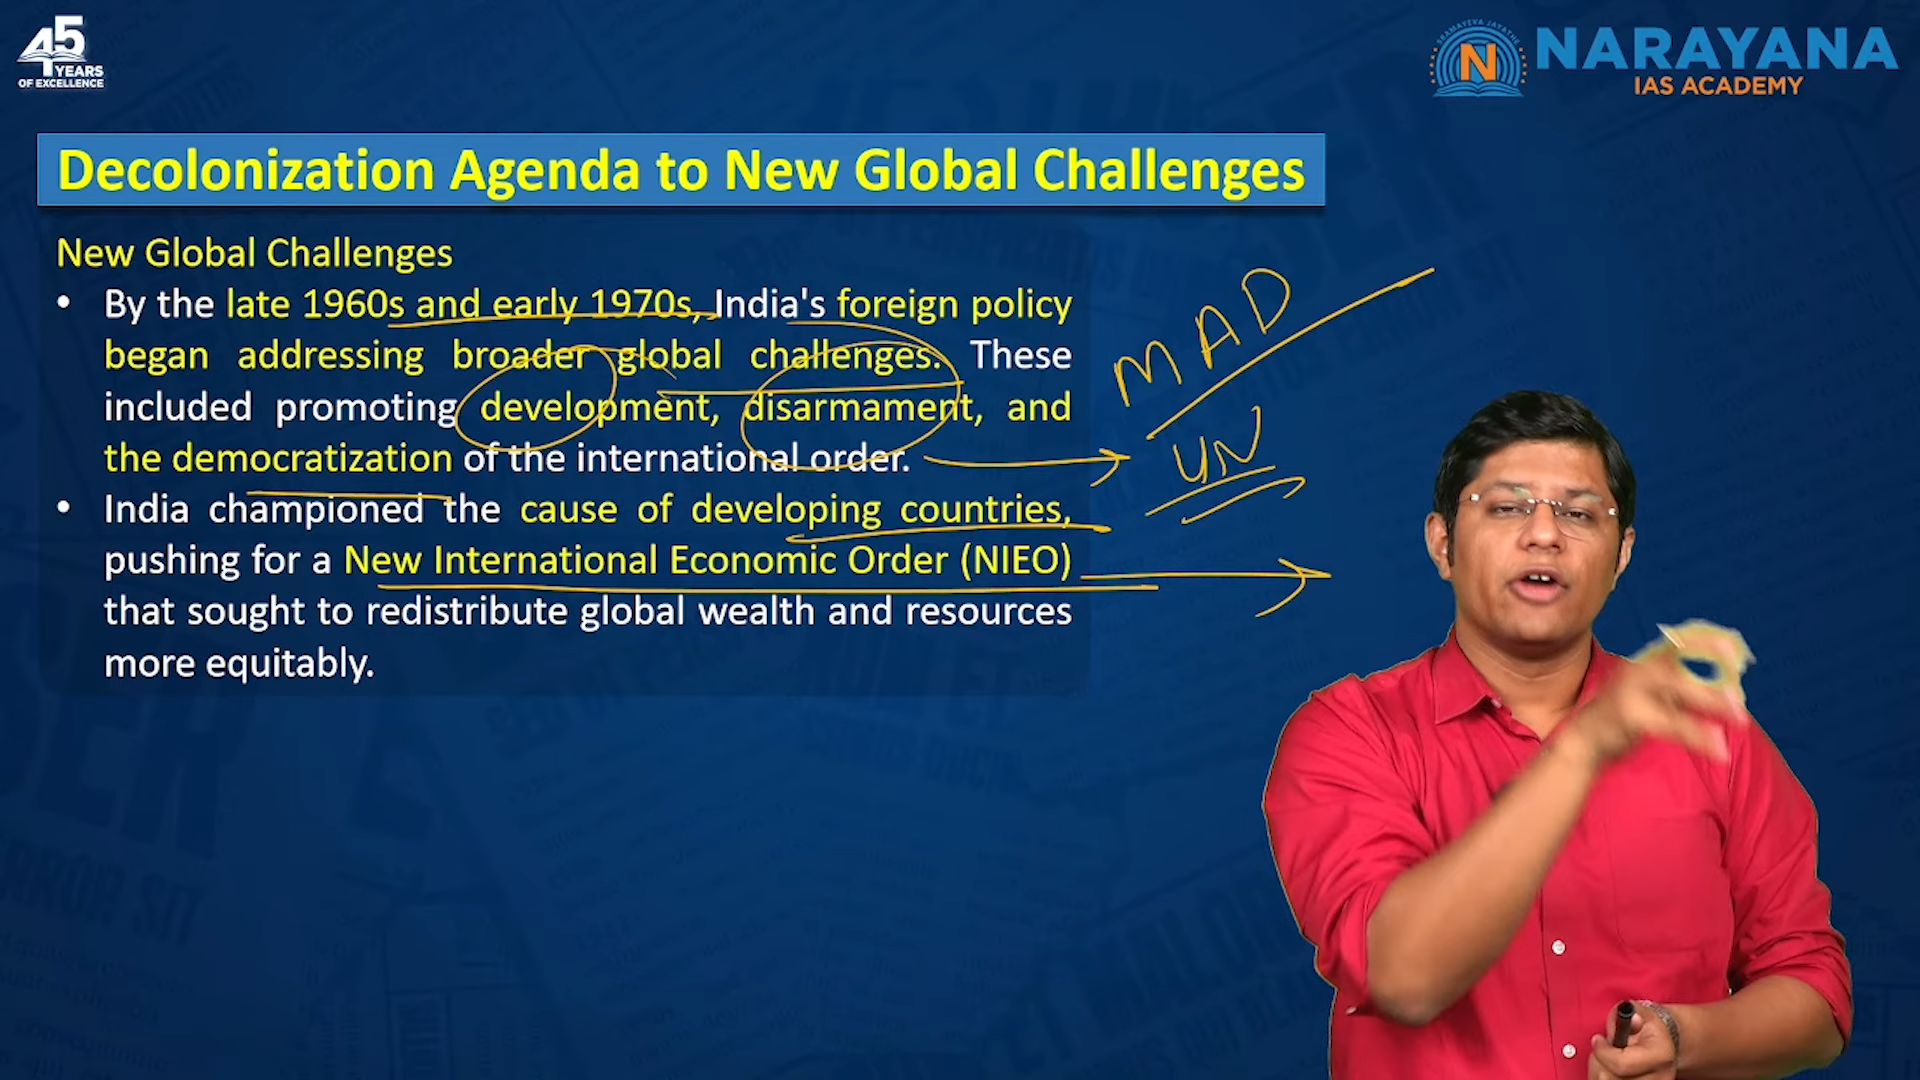 45
YEARS
OF EXCELLENCE
NARAYANA
IAS ACADEMY
Decolonization Agenda to New Global Challenges
New Global Challenges
• By the late 1960s and early 1970s, India's foreign policy
began addressing broader global challenges. These
included promoting development, disarmament, and
the democratization of the international order.
• India championed the cause of developing countries,
pushing for a New International Economic Order (NIEO)
that sought to redistribute global wealth and resources
more equitably.
MAD
UN